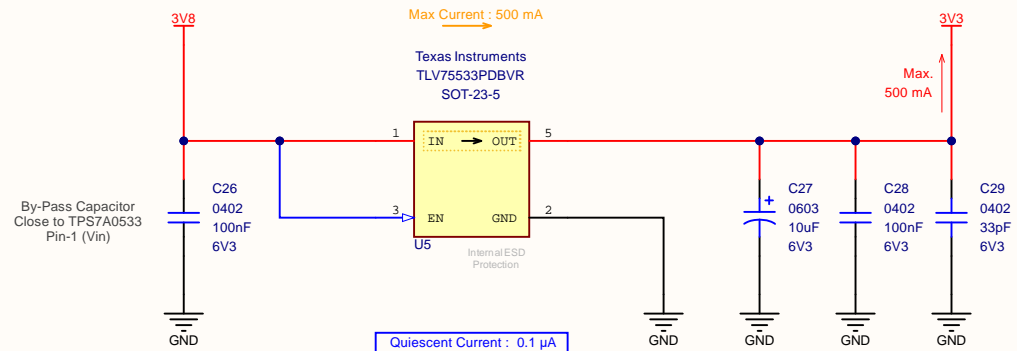 3V8
Max Current : 500 mA
3V3
Texas Instruments
TLV75533PDBVR
SOT-23-5
Max.
500 mA
1
IN
OUT
5
3
EN
GND
2
U5
Internal ESD
Protection
By-Pass Capacitor
Close to TPS7A0533
Pin-1 (Vin)
C26
0402
100nF
6V3
+
C27
0603
10uF
6V3
C28
0402
100nF
6V3
C29
0402
33pF
6V3
GND
GND
GND
GND
GND
Quiescent Current : 0.1 µA